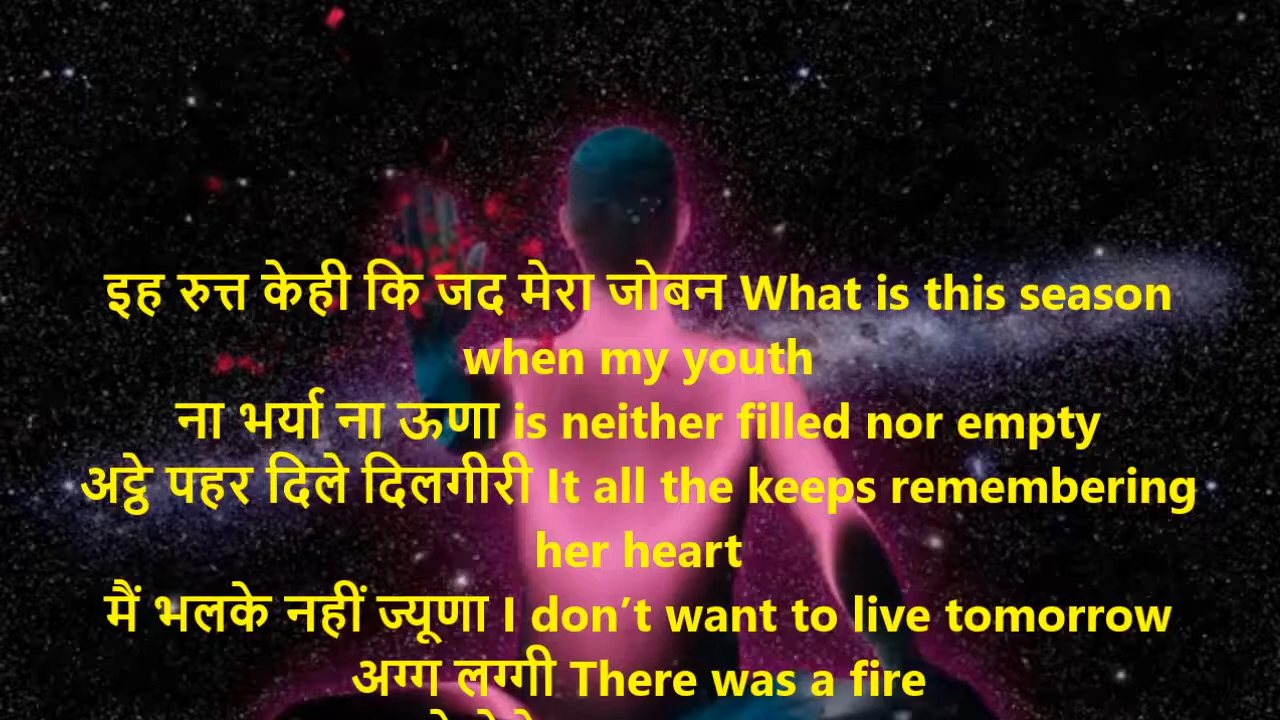 इह रुत्त केही कि जद मेरा जोबन What is this season
when my youth
ना भर्या ना ऊणा is neither filled nor empty
अट्ठे पहर दिले दिलगीरी It all the keeps remembering
her heart
मैं भलके नहीं ज्यूणा I don’t want to live tomorrow
अग्ग लग्गी There was a fire